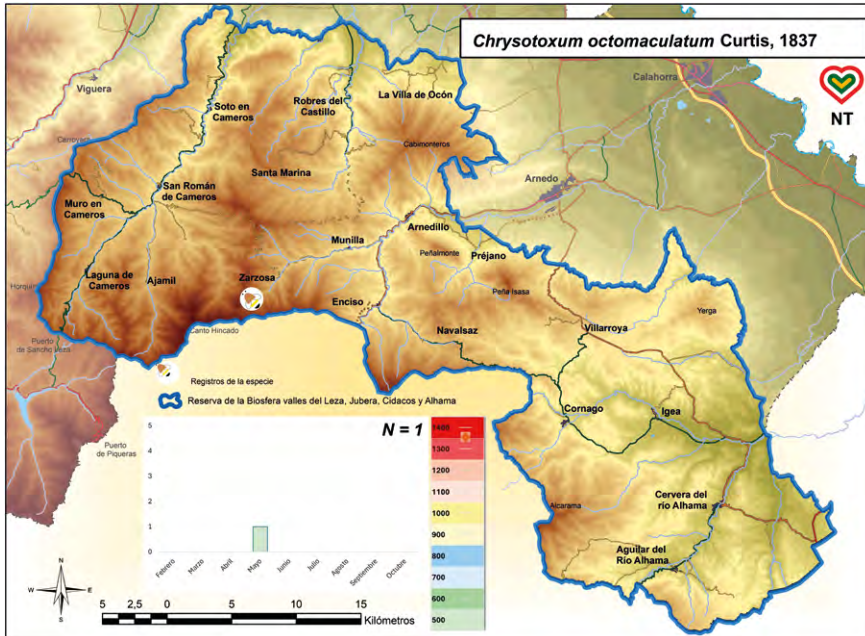 Chrysotoxum octomaculatum Curtis, 1837
NT
Viguera
Calahorra
Soto en
Cameros
Robres del
Castillo
La Villa de Ocón
Cabimonteros
Santa Marina
Arnedo
San Román
de Cameros
Muro en
Cameros
Arnedillo
Munilla
Peñalmonte
Préjano
Laguna de
Cameros
Ajamil
Zarzosa
Peña Isasa
Enciso
Yerga
Canto Hincado
Puerto
de Sancho
Navalsaz
Villarroya
Registros de la especie
Reserva de la Biosfera valles del Leza, Jubera, Cidacos y Alhama
Cornago
Igea
Puerto de
Piqueras
N = 1
5
4
3
2
1
0
Febrero
Marzo
Abril
Mayo
Junio
Julio
Agosto
Septiembre
Octubre
1400
1300
1200
1100
1000
900
800
700
600
500
Alcarama
Cervera del
río Alhama
Aguilar del
Río Alhama
N
W
E
S
5 2,5 0 5 10 15
Kilómetros